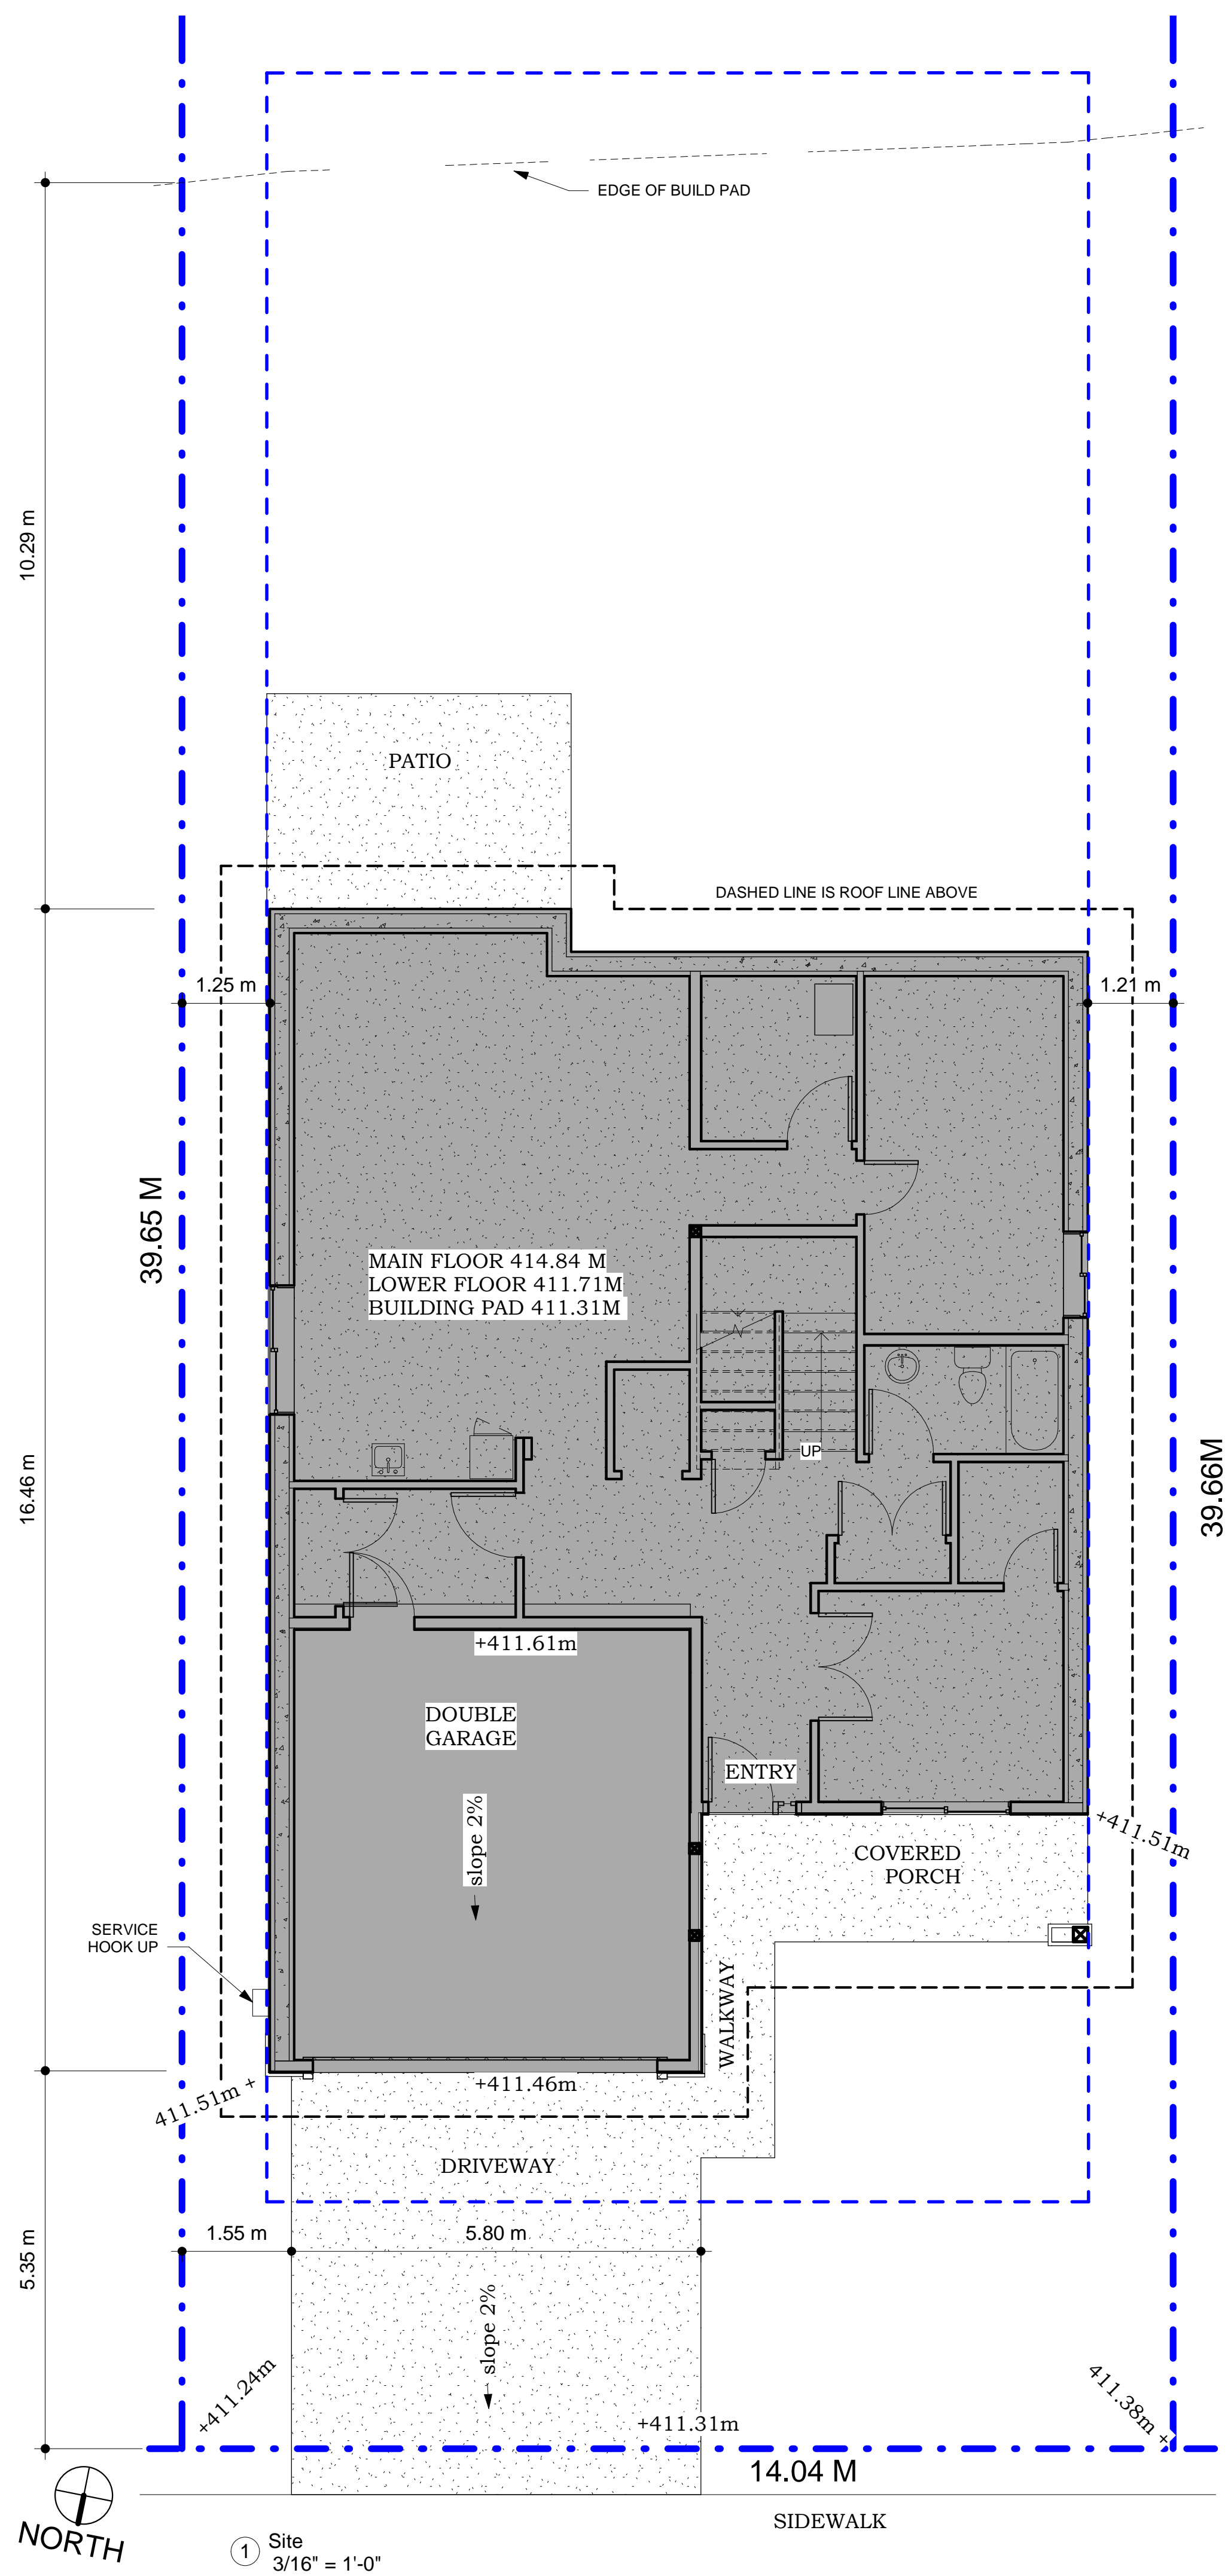 EDGE OF BUILD PAD
10.29 m
PATIO
DASHED LINE IS ROOF LINE ABOVE
1.25 m
1.21 m
39.65 M
MAIN FLOOR 414.84 M
LOWER FLOOR 411.71M
BUILDING PAD 411.31M
UP
16.46 m
39.66M
+411.61m
DOUBLE
GARAGE
ENTRY
slope 2%
COVERED
PORCH
+411.51m
SERVICE
HOOK UP
WALKWAY
411.51m +
+411.46m
DRIVEWAY
1.55 m
5.80 m
5.35 m
slope 2%
+411.24m
+411.31m
411.38m +
14.04 M
SIDEWALK
NORTH
1
Site
3/16" = 1'-0"